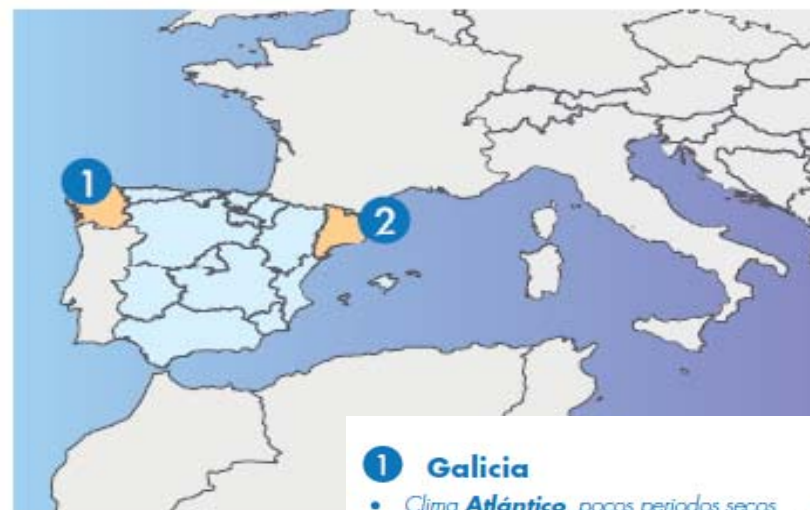 1
2
1 Galicia
• Clima Atlántico, pocos periodos secos